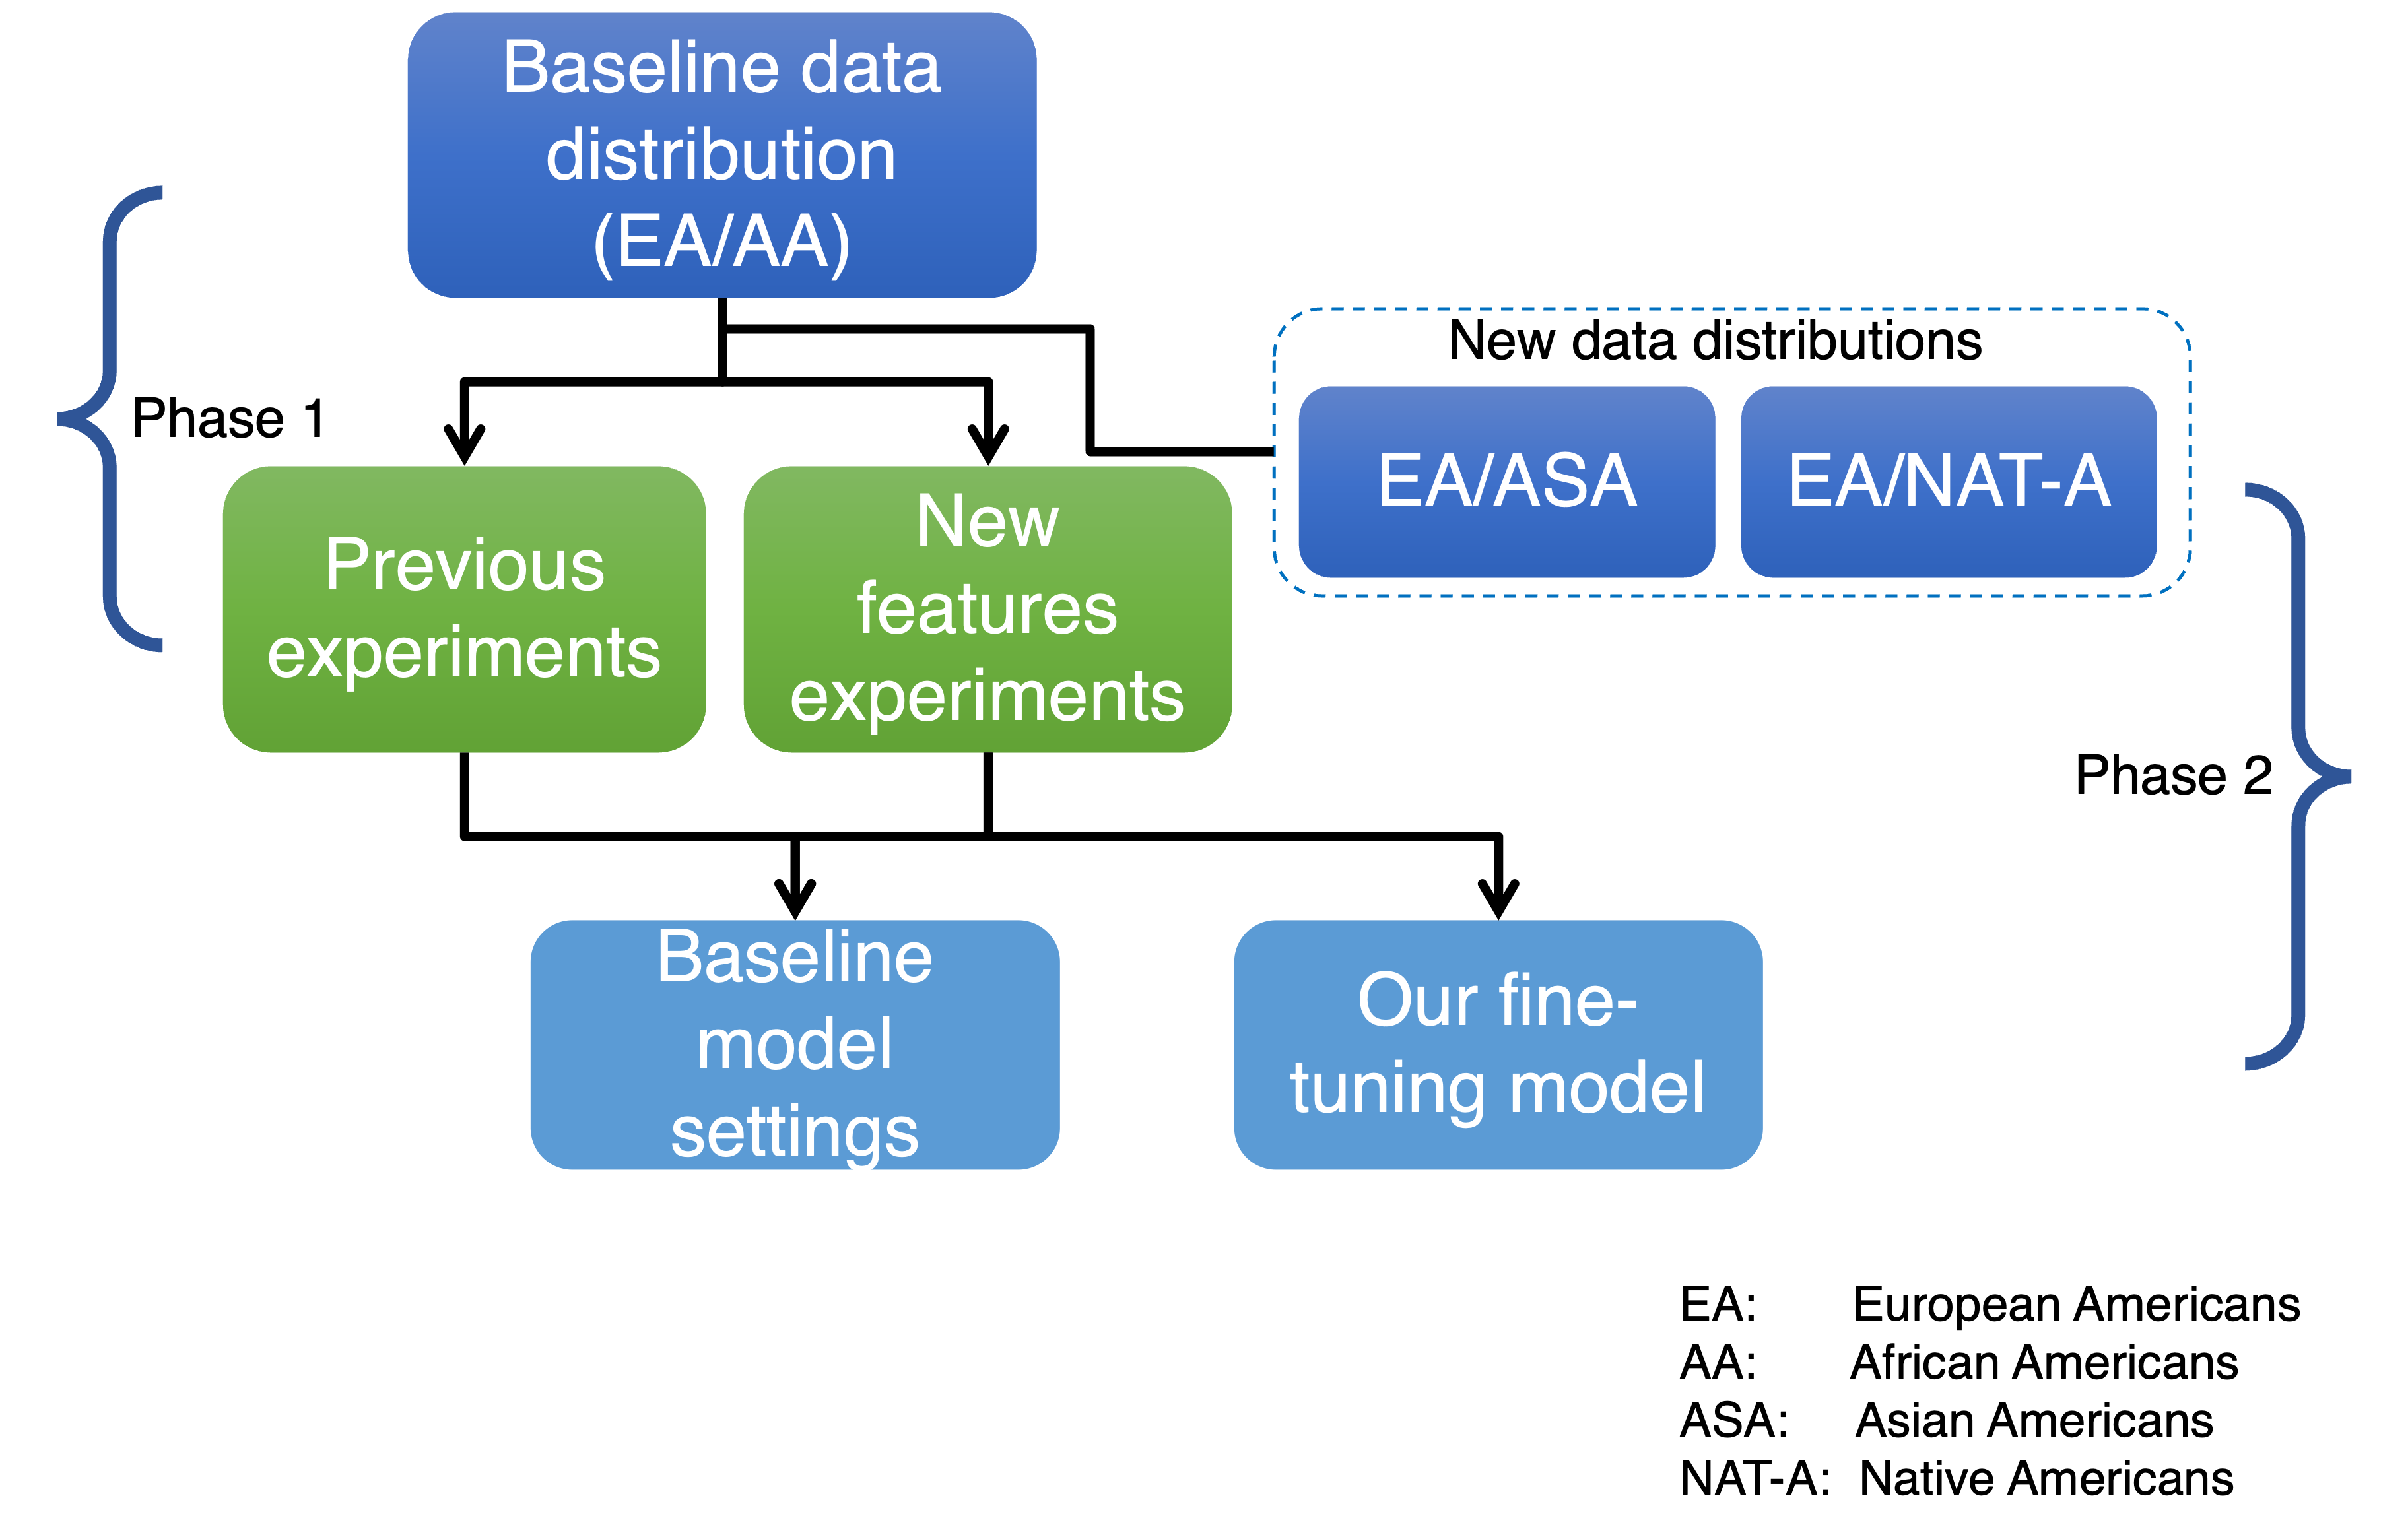 Baseline data
distribution
(EA/AA)
Phase 1
New data distributions
EA/ASA
EA/NAT-A
Previous
experiments
New
features
experiments
Phase 2
Baseline
model
settings
Our fine-
tuning model
EA: European Americans
AA: African Americans
ASA: Asian Americans
NAT-A: Native Americans